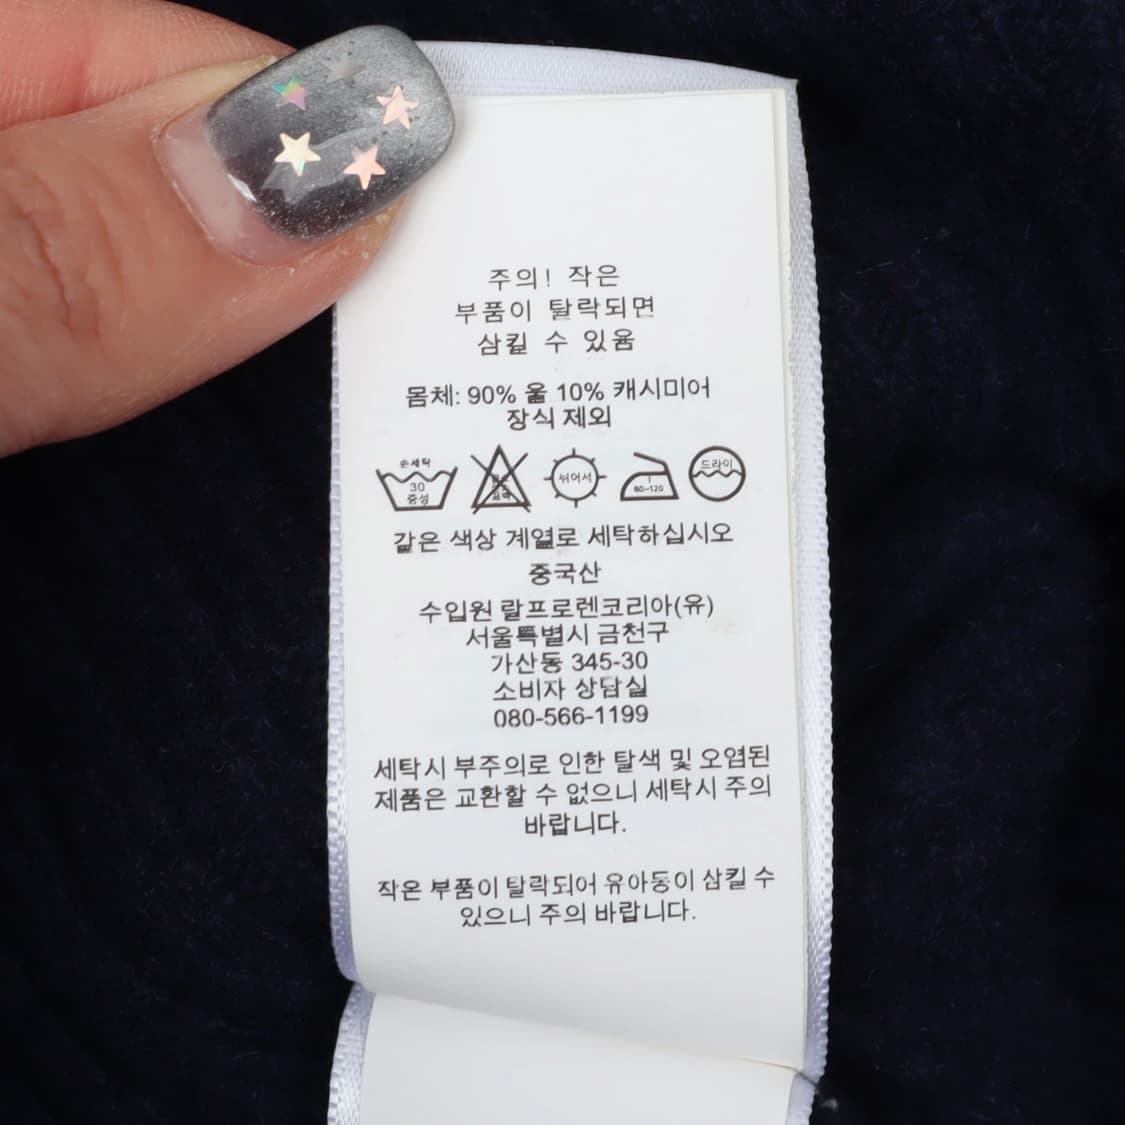 주의! 작은
부품이 탈락되면
삼킬 수 있음
몸체: 90% 울 10% 캐시미어
장식 제외
손세탁
30
중성
뉘어서
80-120
드라이
같은 색상 계열로 세탁하십시오
중국산
수입원 랄프로렌코리아(유)
서울특별시 금천구
가산동 345-30
소비자 상담실
080-566-1199
세탁시 부주의로 인한 탈색 및 오염된
제품은 교환할 수 없으니 세탁시 주의
바랍니다.
작은 부품이 탈락되어 유아동이 삼킬 수
있으니 주의 바랍니다.